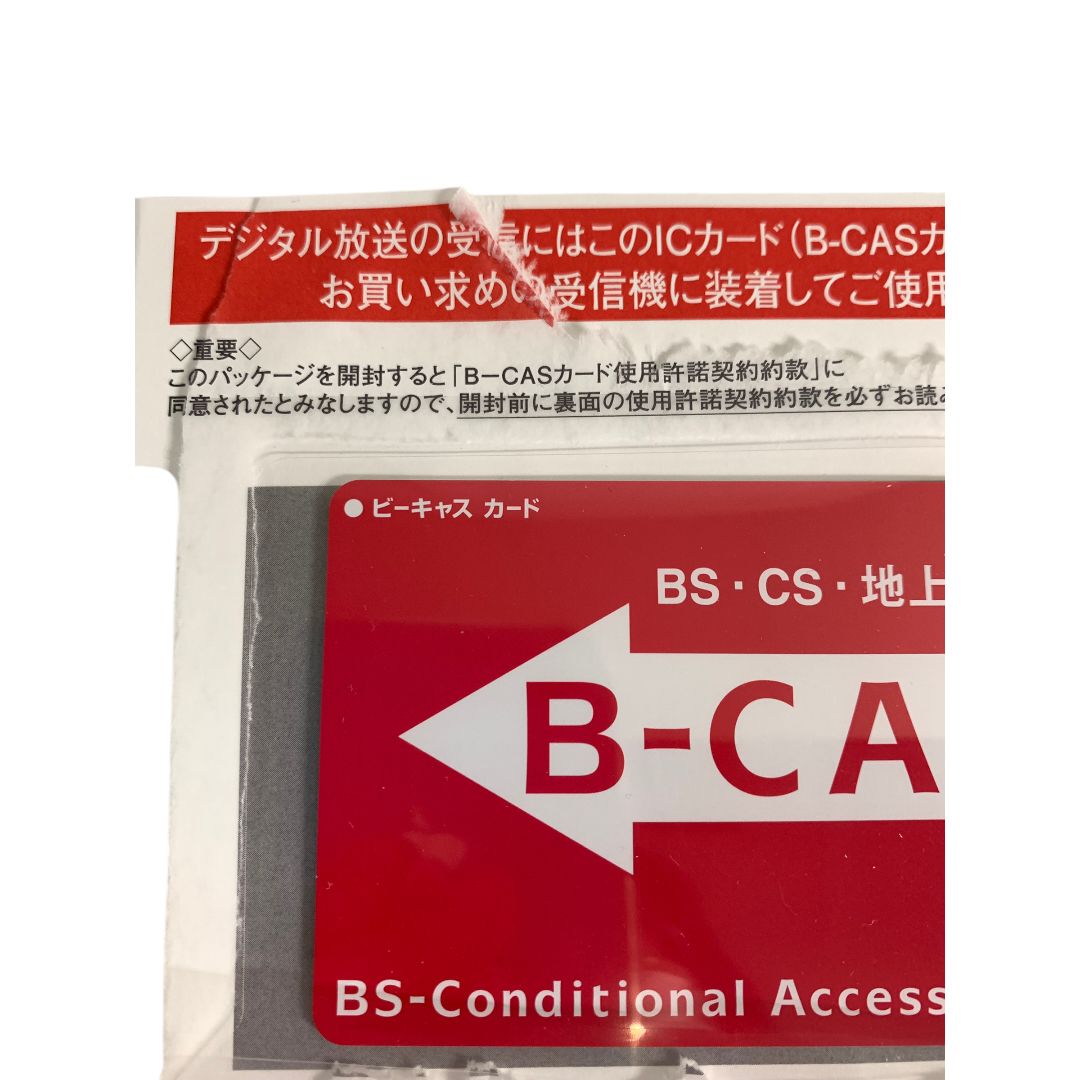 デジタル放送の受信にはこのICカード(B-CASカ
お買い求めの受信機に装着してご使用
◇重要◇
このパッケージを開封すると「B－CASカード使用許諾契約約款」に
同意されたとみなしますので、開封前に裏面の使用許諾契約約款を必ずお読み
● ビーキャス カード
BS・CS・地上
B-CA
BS-Conditional Access